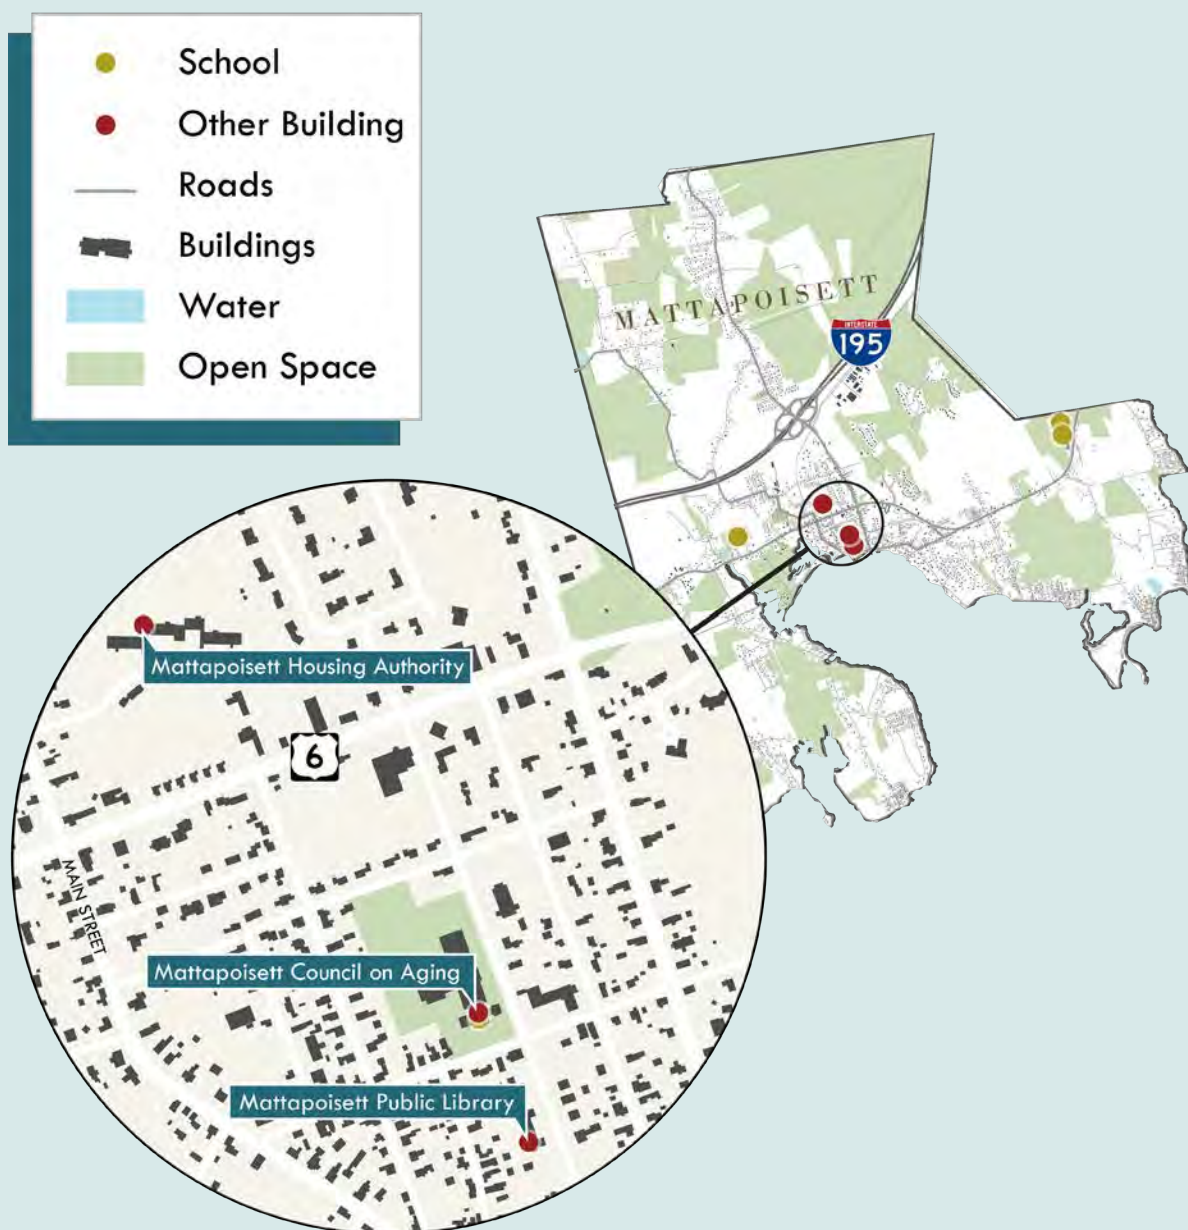 School
Other Building
Roads
Buildings
Water
Open Space
MATTAPOISETT
INTERSTATE
195
Mattapoisett Housing Authority
6
MAIN STREET
Mattapoisett Council on Aging
Mattapoisett Public Library